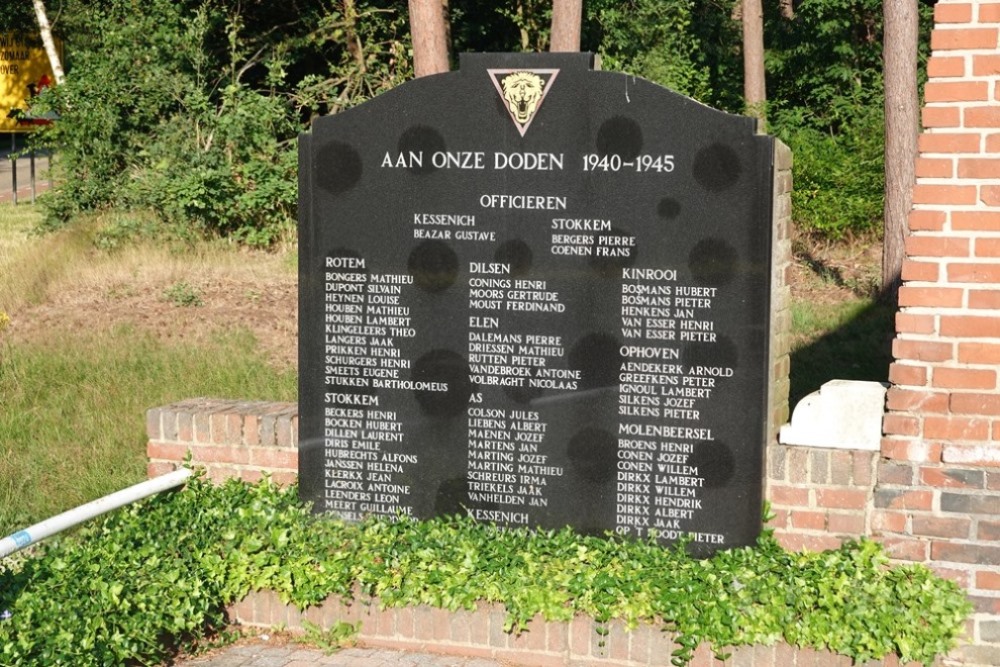 AAN ONZE DODEN 1940-1945
OFFICIEREN
KESSENICH
BEAZAR GUSTAVE
STOKKEM
BERGERS PIERRE
COENEN FRANS
ROTEM
BONGERS MATHIEU
DUPONT SILVAIN
HEYNEN LOUISE
HOUBEN MATHIEU
HOUBEN LAMBERT
KLINGELEERS THEO
LANGERS JAAK
PRIKKEN HENRI
SCHURGERS HENRI
SMEETS EUGENE
STUKKEN BARTHOLOMEUS
STOKKEM
BECKERS HENRI
BOCKEN HUBERT
DILLEN LAURENT
DIRIS EMILE
HUBRECHTS ALFONS
JANSSEN HELENA
KLERKX JEAN
LACROIX ANTOINE
LEENDERS LEON
MEERT GUILLAUME
DILSEN
CONINGS HENRI
MOORS GERTRUDE
MOUST FERDINAND
ELEN
DALEMANS PIERRE
DRIESSEN MATHIEU
RUTTEN PIETER
VANDEBROEK ANTOINE
VOLBRAGHT NICOLAS
AS
COLSON JULES
LIEBENS ALBERT
MAENEN JOZEF
MARTENS JAN
MARTING JOZEF
MARTING MATHIEU
SCHREURS IRMA
TRIEKELS JAAK
VANHELDEN JAN
KESSENICH
KINROOI
BOSMANS HUBERT
BOSMANS PIETER
HENKENS JAN
VAN ESSER HENRI
VAN ESSER PIERRE
OPHOVEN
AENDEKERK ARNOLD
GREEFKENS PETER
IGNOUL LAMBERT
SILKENS JOZEF
SILKENS PIETER
MOLENBEERSEL
BROENS HENRI
CONEN JOZEF
CONEN WILLEM
DIRKX LAMBERT
DIRKX WILLEM
DIRKX HENDRIK
DIRKX ALBERT
DIRKX JAAK
OP 'T ROODT PIETER